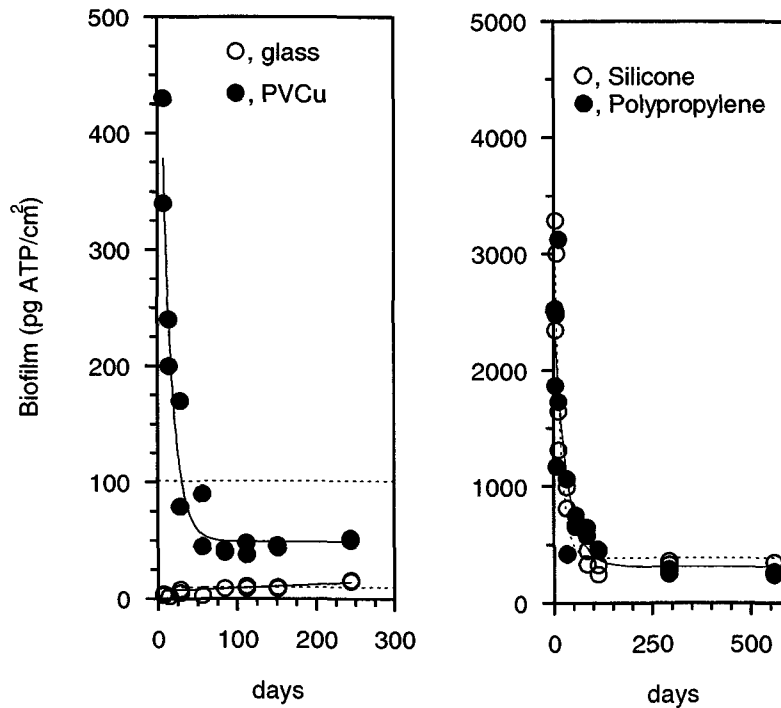 Biofilm (pg ATP/cm²)
500
400
300
200
100
0
○, glass
●, PVCu
0 100 200 300
days
5000
4000
3000
2000
1000
0
○, Silicone
●, Polypropylene
0 250 500
days